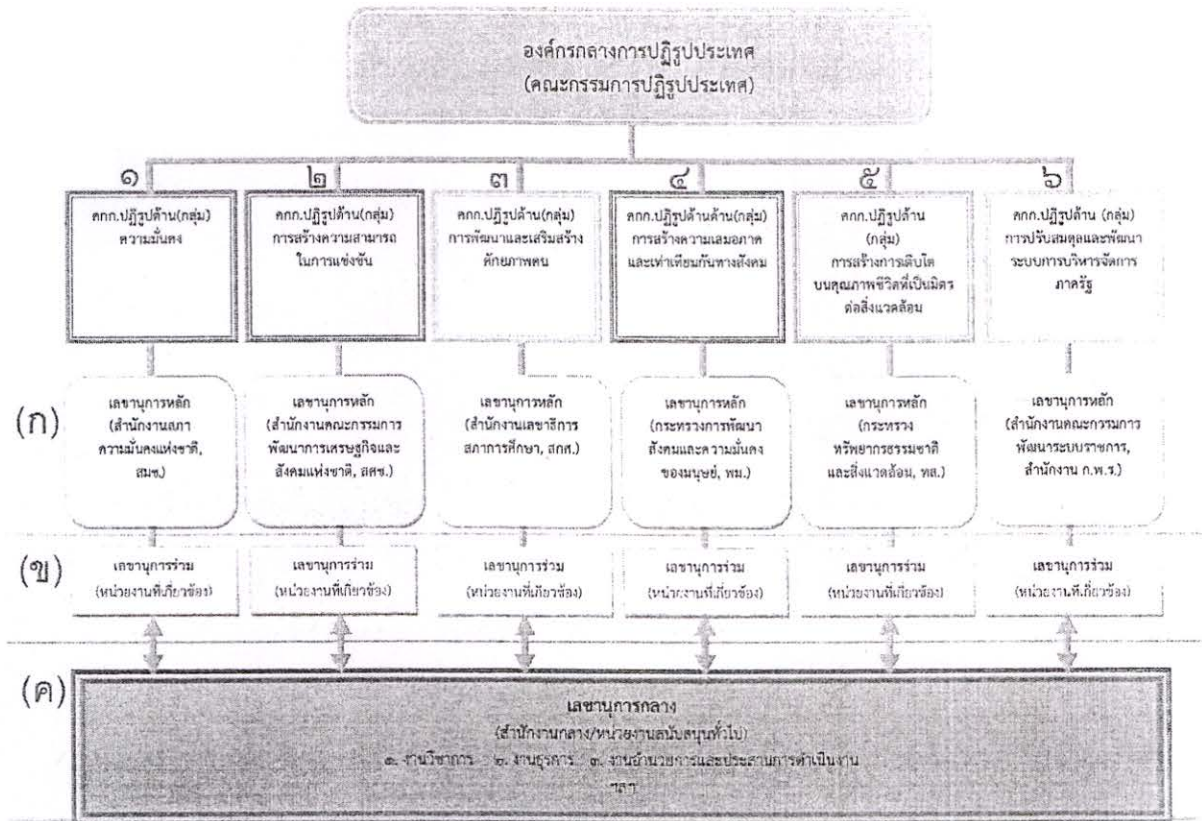 องค์กรกลางการปฏิรูปประเทศ
(คณะกรรมการปฏิรูปประเทศ)
๑
คกก.ปฏิรูปด้าน(กลุ่ม)
ความมั่นคง
๒
คกก.ปฏิรูปด้าน(กลุ่ม)
การสร้างความสามารถ
ในการแข่งขัน
๓
คกก.ปฏิรูปด้าน(กลุ่ม)
การพัฒนาและเสริมสร้าง
ศักยภาพคน
๔
คกก.ปฏิรูปด้านด้าน(กลุ่ม)
การสร้างความเสมอภาค
และเท่าเทียมกันทางสังคม
๕
คกก.ปฏิรูปด้าน
(กลุ่ม)
การสร้างการเติบโต
บนคุณภาพชีวิตที่เป็นมิตร
ต่อสิ่งแวดล้อม
๖
คกก.ปฏิรูปด้าน (กลุ่ม)
การปรับสมดุลและพัฒนา
ระบบการบริหารจัดการ
ภาครัฐ
(ก)
เลขานุการหลัก
(สำนักงานสภา
ความมั่นคงแห่งชาติ,
สมช.)
เลขานุการหลัก
(สำนักงานคณะกรรมการ
พัฒนาการเศรษฐกิจและ
สังคมแห่งชาติ, สศช.)
เลขานุการหลัก
(สำนักงานเลขาธิการ
สภาการศึกษา, สกศ.)
เลขานุการหลัก
(กระทรวงการพัฒนา
สังคมและความมั่นคง
ของมนุษย์, พม.)
เลขานุการหลัก
(กระทรวง
ทรัพยากรธรรมชาติ
และสิ่งแวดล้อม, ทส.)
เลขานุการหลัก
(สำนักงานคณะกรรมการ
พัฒนาระบบราชการ,
สำนักงาน ก.พ.ร.)
(ข)
เลขานุการร่วม
(หน่วยงานที่เกี่ยวข้อง)
เลขานุการร่วม
(หน่วยงานที่เกี่ยวข้อง)
เลขานุการร่วม
(หน่วยงานที่เกี่ยวข้อง)
เลขานุการร่วม
(หน่วยงานที่เกี่ยวข้อง)
เลขานุการร่วม
(หน่วยงานที่เกี่ยวข้อง)
เลขานุการร่วม
(หน่วยงานที่เกี่ยวข้อง)
(ค)
เลขานุการกลาง
(สำนักงานกลาง/หน่วยงานสนับสนุนทั่วไป)
๑. งานวิชาการ ๒. งานธุรการ ๓. งานอำนวยการและประสานการดำเนินงาน
ฯลฯ